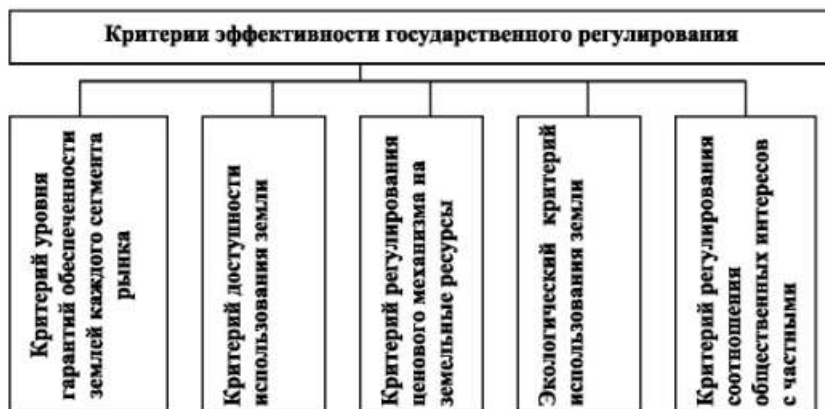 Критерии эффективности государственного регулирования
Критерий уровня
гарантий обеспеченности
землей каждого сегмента
рынка
Критерий доступности
использования земли
Критерий регулирования
ценового механизма на
земельные ресурсы
Экологический критерий
использования земли
Критерий регулирования
соотношения
общественных интересов
с частными